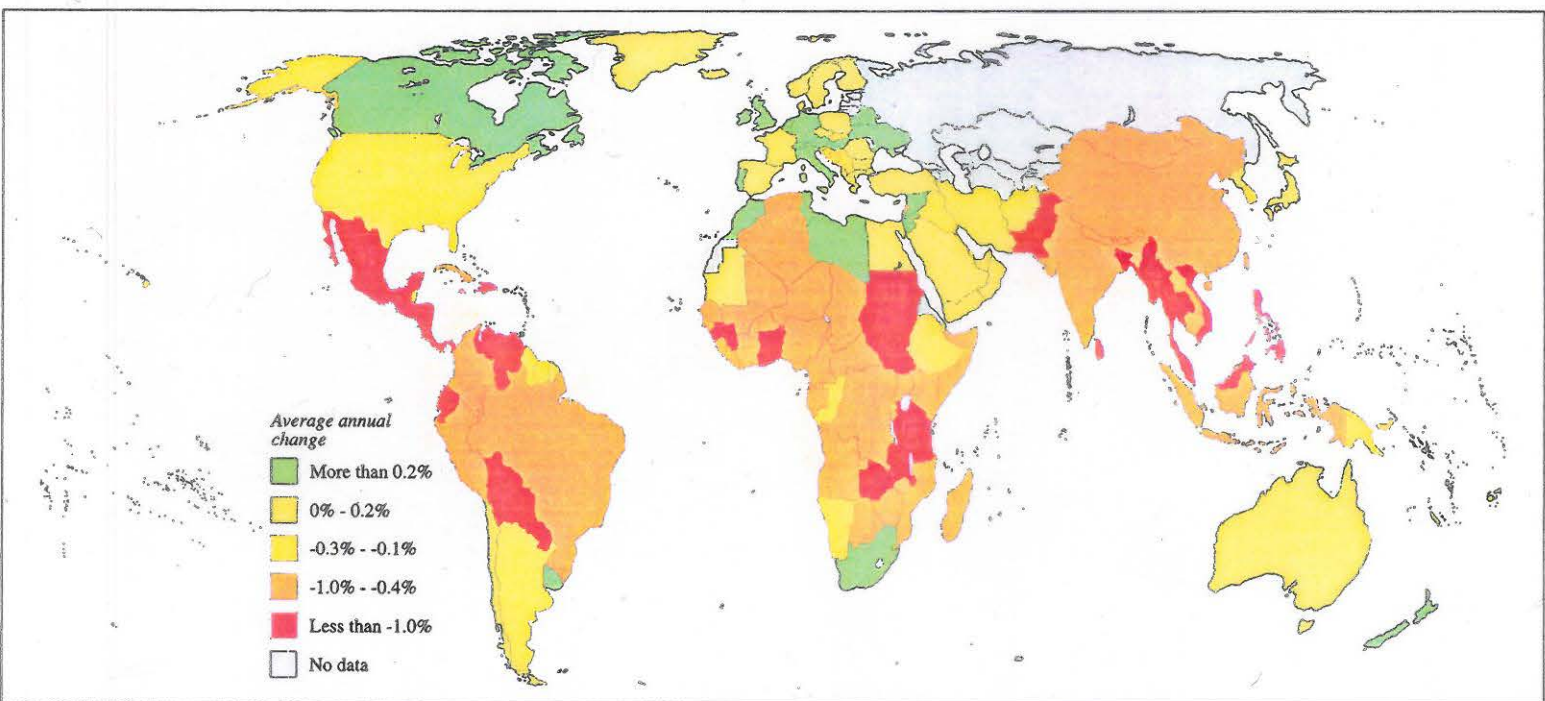 Average annual
change
More than 0.2%
0% - 0.2%
-0.3% - -0.1%
-1.0% - -0.4%
Less than -1.0%
No data